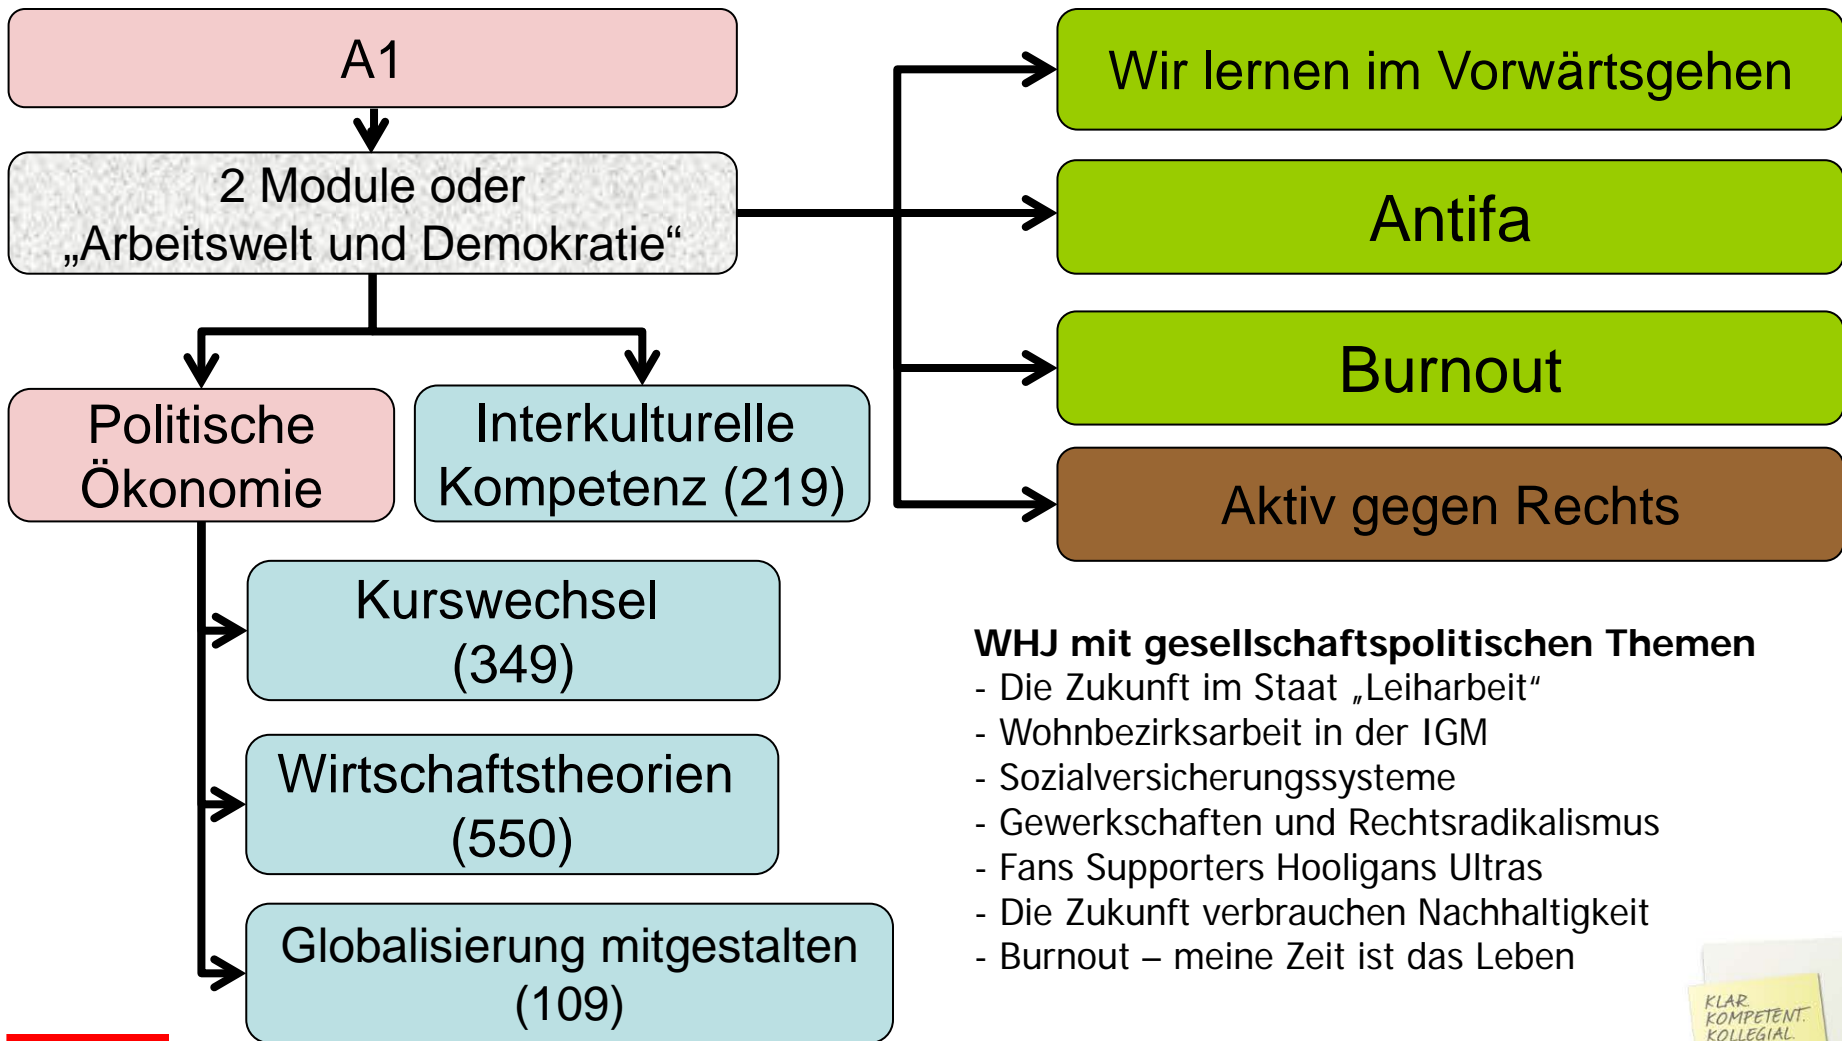 A1
2 Module oder
„Arbeitswelt und Demokratie“
Politische
Ökonomie
Interkulturelle
Kompetenz (219)
Kurswechsel
(349)
Wirtschaftstheorien
(550)
Globalisierung mitgestalten
(109)
Wir lernen im Vorwärtsgehen
Antifa
Burnout
Aktiv gegen Rechts
WHJ mit gesellschaftspolitischen Themen
- Die Zukunft im Staat „Leiharbeit“
- Wohnbezirksarbeit in der IGM
- Sozialversicherungssysteme
- Gewerkschaften und Rechtsradikalismus
- Fans Supporters Hooligans Ultras
- Die Zukunft verbrauchen Nachhaltigkeit
- Burnout – meine Zeit ist das Leben
KLAR.
KOMPETENT.
KOLLEGIAL.